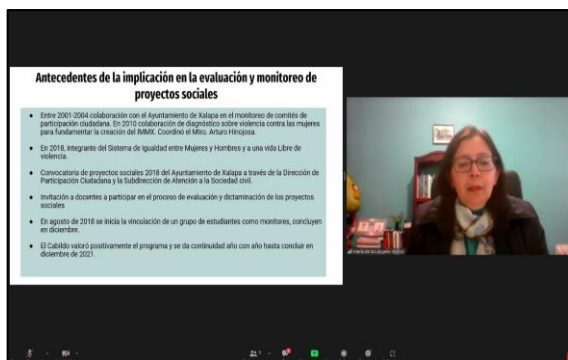 Antecedentes de la implicación en la evaluación y monitoreo de
proyectos sociales
Entre 2001-2004 colaboración con el Ayuntamiento de Xalapa en el monitoreo de comités de
participación ciudadana. En 2010 colaboración de diagnóstico sobre violencia contra las mujeres
para fundamentar la creación del IMMX. Coordinó el Mtro. Arturo Hinojosa.
En 2018, integrante del Sistema de Igualdad entre Mujeres y Hombres y a una vida Libre de
violencia.
Convocatoria de proyectos sociales 2018 del Ayuntamiento de Xalapa a través de la Dirección de
Participación Ciudadana y la Subdirección de Atención a la Sociedad civil.
Invitación a docentes a participar en el proceso de evaluación y dictaminación de los proyectos
sociales
En agosto de 2018 se inicia la vinculación de un grupo de estudiantes como monitores, concluyen
en diciembre.
El Cabildo valoró positivamente el programa y se da continuidad año con año hasta concluir en
diciembre de 2021.